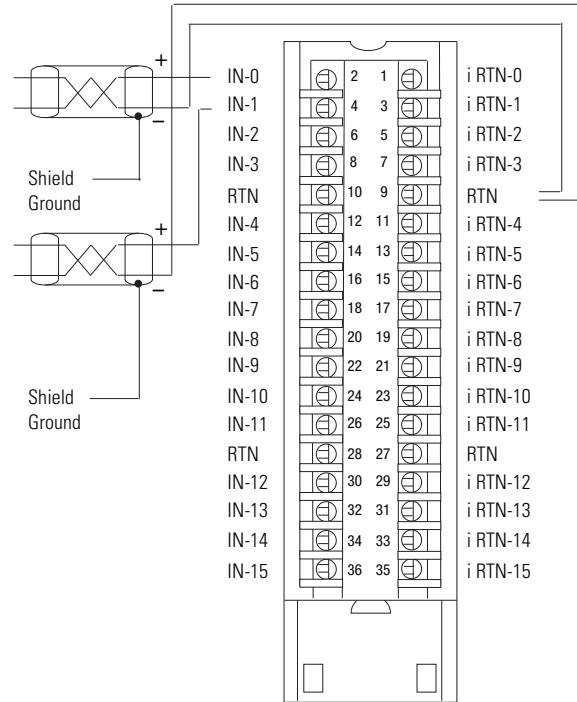 +
IN-0 2 1 i RTN-0
IN-1 4 3 i RTN-1
–
IN-2 6 5 i RTN-2
IN-3 8 7 i RTN-3
Shield
Ground
RTN 10 9 RTN
+
IN-4 12 11 i RTN-4
IN-5 14 13 i RTN-5
IN-6 16 15 i RTN-6
–
IN-7 18 17 i RTN-7
IN-8 20 19 i RTN-8
IN-9 22 21 i RTN-9
Shield
Ground
IN-10 24 23 i RTN-10
IN-11 26 25 i RTN-11
RTN 28 27 RTN
IN-12 30 29 i RTN-12
IN-13 32 31 i RTN-13
IN-14 34 33 i RTN-14
IN-15 36 35 i RTN-15